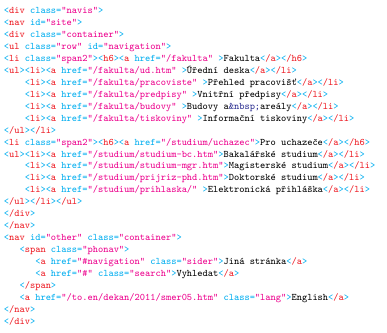 <div class="navis">
<nav id="site">
<div class="container">
<ul class="row" id="navigation">
<li class="span2"><h6><a href="/fakulta" >Fakulta</a></h6>
ul><li><a href="/fakulta/ud.htm" >Úřední deska</a></li>
<li><a href="/fakulta/pracoviste" >Přehled pracovišť</a></li>
<li><a href="/fakulta/predpisy" >Vnitřní předpisy</a></li>
<li><a href="/fakulta/budovy" >Budovy a&nbsp;areály</a></li>
<li><a href="/fakulta/tiskoviny" >Informační tiskoviny</a></li>
</ul></li>
<li class="span2"><h6><a href="/studium/uchazec">Pro uchazeče</a></h6>
ul><li><a href="/studium/studium-bc.htm">Bakalářské studium</a></li>
<li><a href="/studium/studium-mgr.htm">Magisterské studium</a></li>
<li><a href="/studium/prijriz-phd.htm">Doktorské studium</a></li>
<li><a href="/studium/prihlaska/" >Elektronická přihláška</a></li>
</ul></li></ul>
</div>
</nav>
<nav id="other" class="container">
<span class="phonav">
<a href="#navigation" class="sider">Jiná stránka</a>
<a href="#" class="search">Vyhledat</a>
</span>
<a href="/to.en/dekan/2011/smer05.htm" class="lang">English</a>
</nav>
</div>